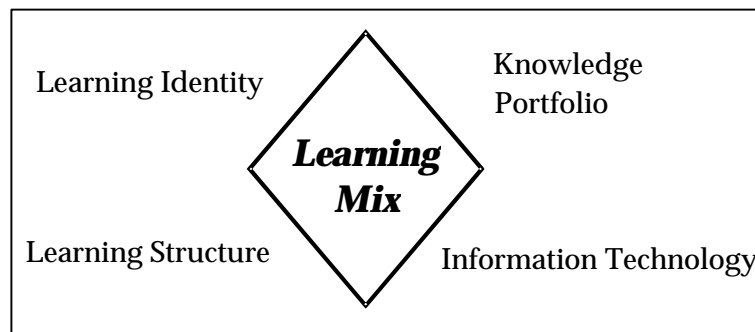 Learning Identity
Knowledge
Portfolio
Learning
Mix
Learning Structure
Information Technology